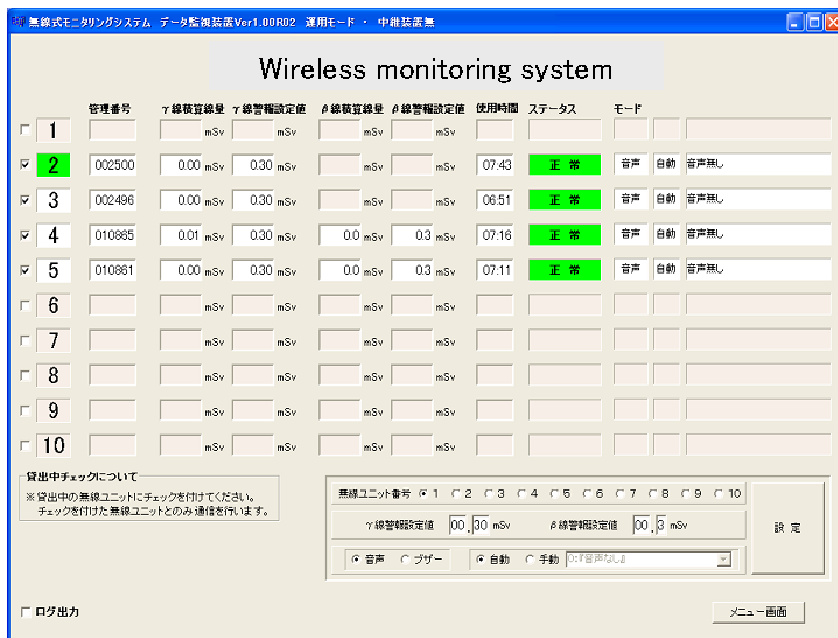 無線式モニタリングシステム データ監視装置Ver1.00R02 運用モード ・ 中継装置無
Wireless monitoring system
管理番号 γ線積算線量 γ線警報設定値 β線積算線量 β線警報設定値 使用時間 ステータス モード
1 mSv mSv mSv mSv
2 002500 0.00 mSv 0.30 mSv mSv mSv 07:43 正 常 音声 自動 音声無し
3 002496 0.00 mSv 0.30 mSv mSv mSv 06:51 正 常 音声 自動 音声無し
4 010865 0.01 mSv 0.30 mSv 0.0 mSv 0.3 mSv 07:16 正 常 音声 自動 音声無し
5 010861 0.00 mSv 0.30 mSv 0.0 mSv 0.3 mSv 07:11 正 常 音声 自動 音声無し
6 mSv mSv mSv mSv
7 mSv mSv mSv mSv
8 mSv mSv mSv mSv
9 mSv mSv mSv mSv
10 mSv mSv mSv mSv
貸出中チェックについて
※貸出中の無線ユニットにチェックを付けてください。
チェックを付けた無線ユニットとのみ通信を行います。
無線ユニット番号 1 2 3 4 5 6 7 8 9 10
γ線警報設定値 00.30 mSv β線警報設定値 00.3 mSv
音声 ブザー 自動 手動 0:『音声なし』
設 定
ログ出力
メニュー画面